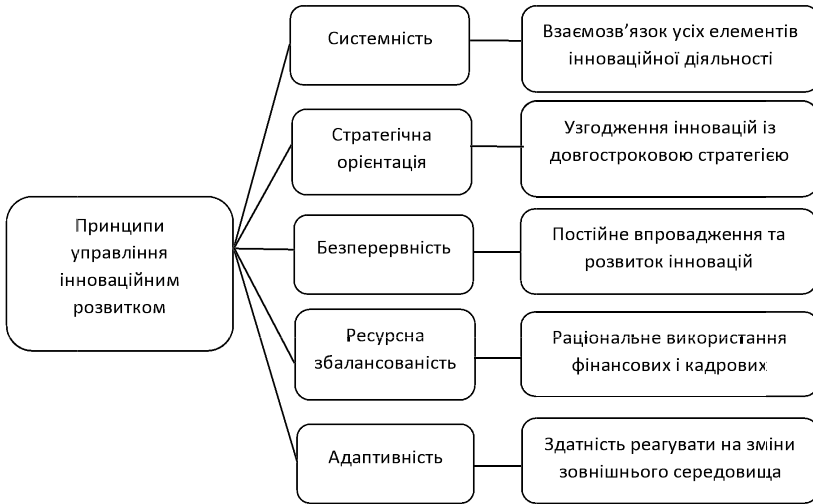 Принципи
управління
інноваційним
розвитком
Системність
Взаємозв’язок усіх елементів
інноваційної діяльності
Стратегічна
орієнтація
Узгодження інновацій із
довгостроковою стратегією
Безперервність
Постійне впровадження та
розвиток інновацій
Ресурсна
збалансованість
Раціональне використання
фінансових і кадрових
Адаптивність
Здатність реагувати на зміни
зовнішнього середовища